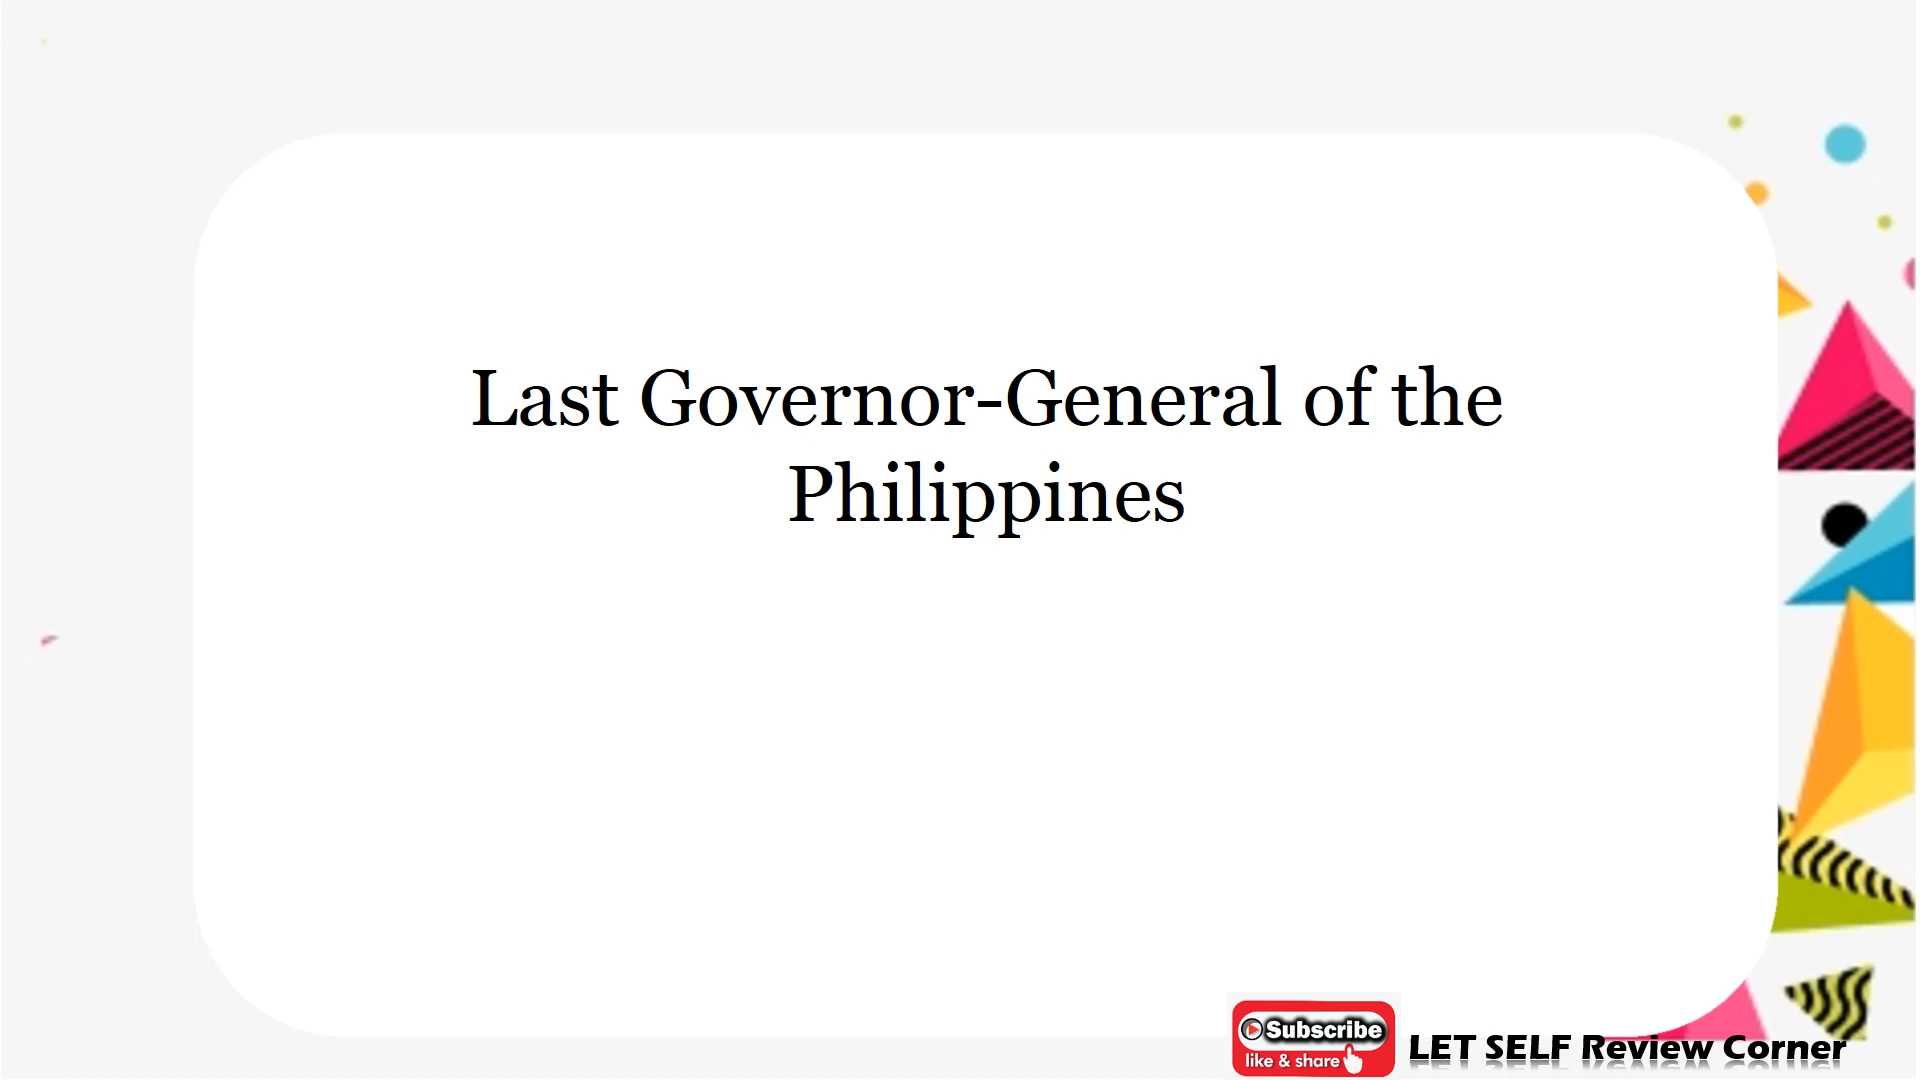 Last Governor-General of the
Philippines
Subscribe
like & share
LET SELF Review Corner